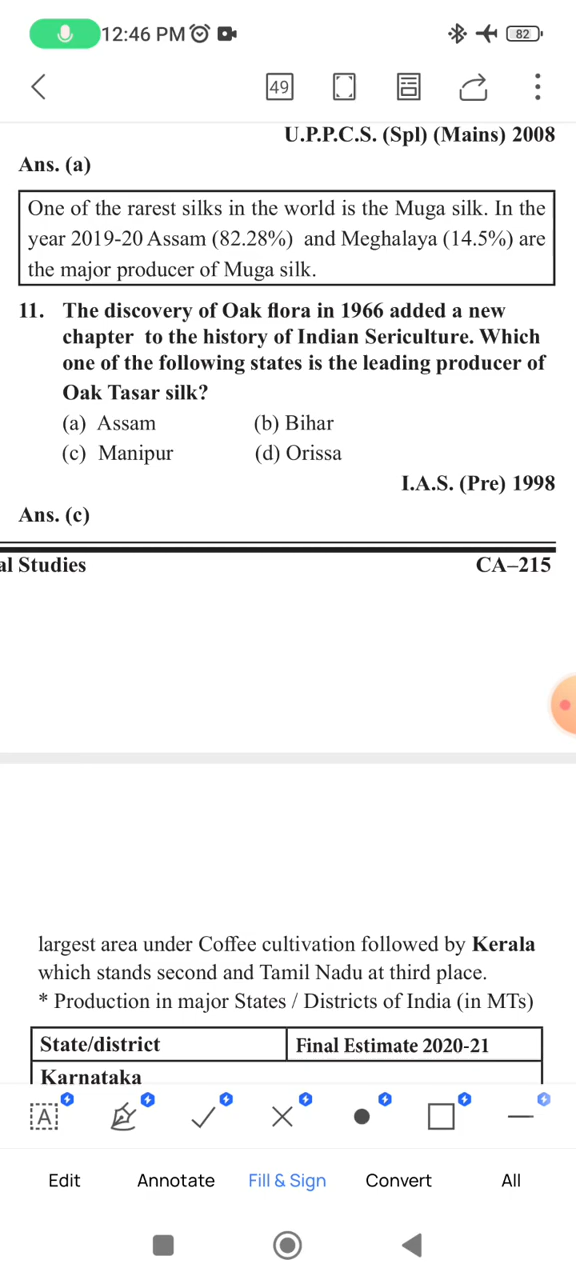 12:46 PM
82
49
U.P.P.C.S. (Spl) (Mains) 2008
Ans. (a)
One of the rarest silks in the world is the Muga silk. In the
year 2019-20 Assam (82.28%) and Meghalaya (14.5%) are
the major producer of Muga silk.
11. The discovery of Oak flora in 1966 added a new
chapter to the history of Indian Sericulture. Which
one of the following states is the leading producer of
Oak Tasar silk?
(a) Assam (b) Bihar
(c) Manipur (d) Orissa
I.A.S. (Pre) 1998
Ans. (c)
al Studies CA–215
largest area under Coffee cultivation followed by Kerala
which stands second and Tamil Nadu at third place.
* Production in major States / Districts of India (in MTs)
State/district Final Estimate 2020-21
Karnataka
A
Edit Annotate Fill & Sign Convert All